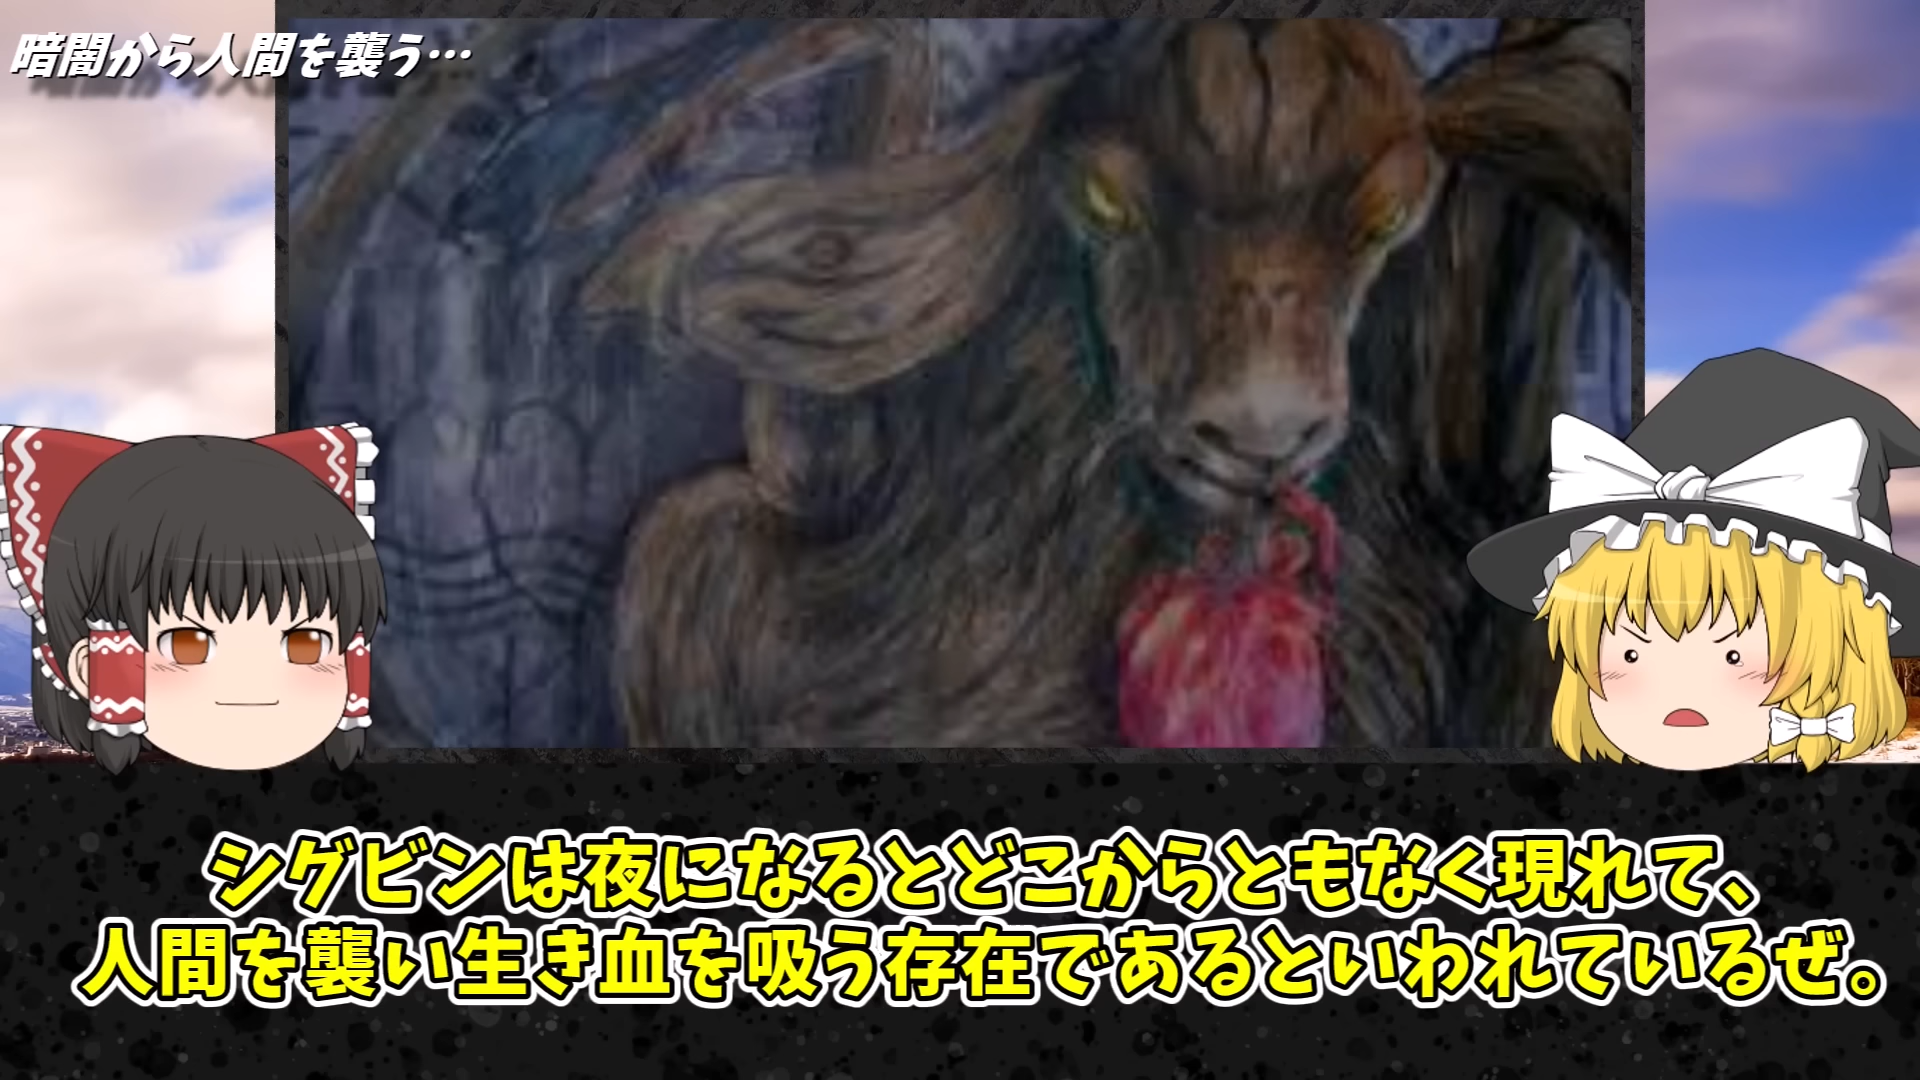 暗闇から人間を襲う…
シグビンは夜になるとどこからともなく現れて、
人間を襲い生き血を吸う存在であるといわれているぜ。